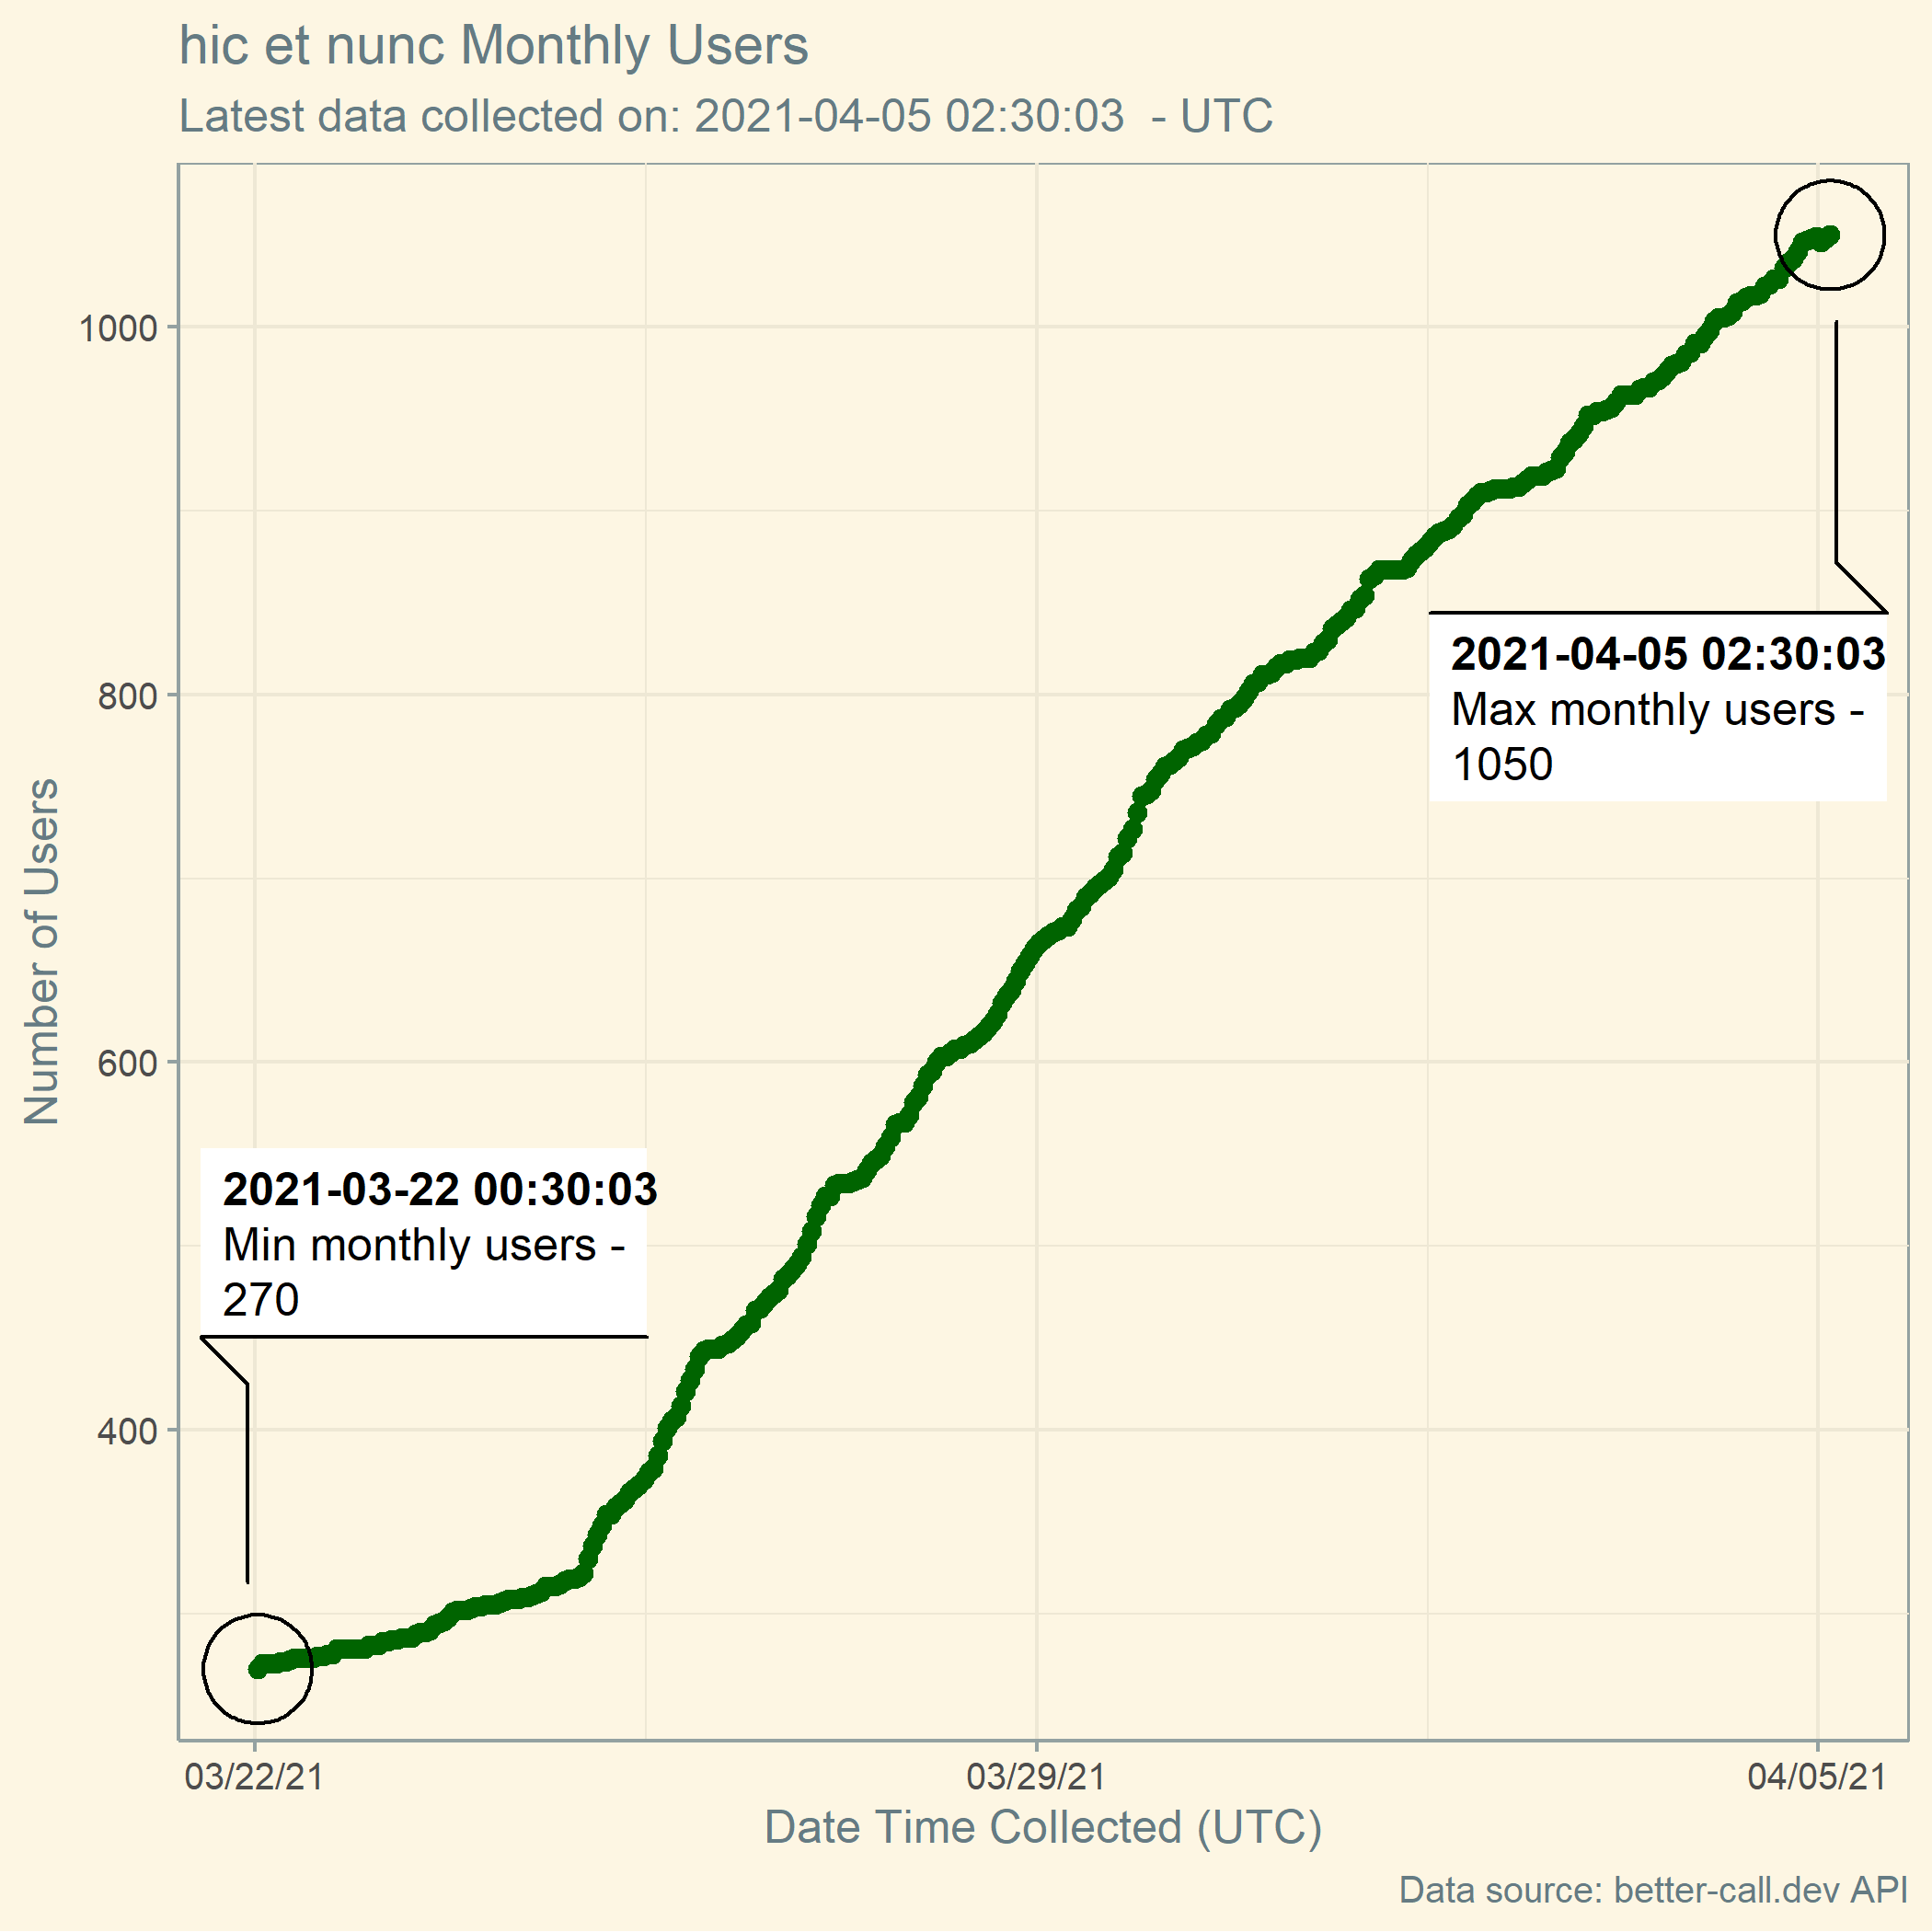 hic et nunc Monthly Users
Latest data collected on: 2021-04-05 02:30:03  - UTC
1000
800
600
400
Number of Users
2021-04-05 02:30:03
Max monthly users -
1050
2021-03-22 00:30:03
Min monthly users -
270
03/22/21
03/29/21
04/05/21
Date Time Collected (UTC)
Data source: better-call.dev API